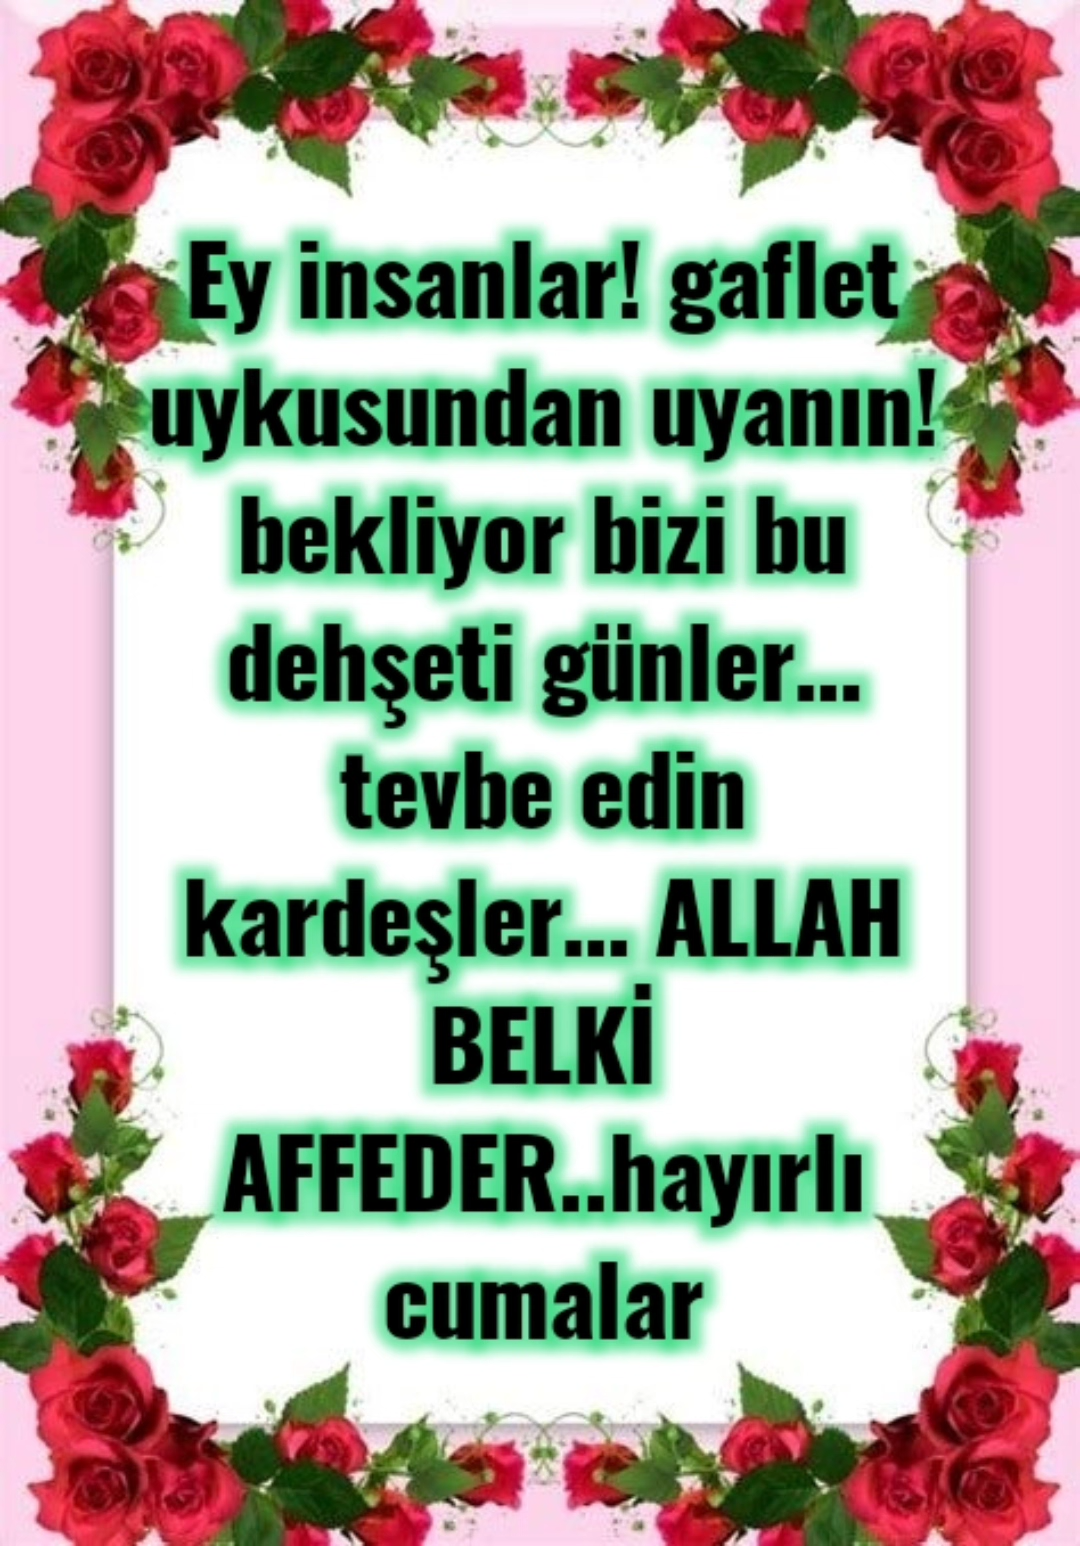 Ey insanlar! gaflet
uykusundan uyanın!
bekliyor bizi bu
dehşeti günler...
tevbe edin
kardeşler... ALLAH
BELKİ
AFFEDER..hayırlı
cumalar